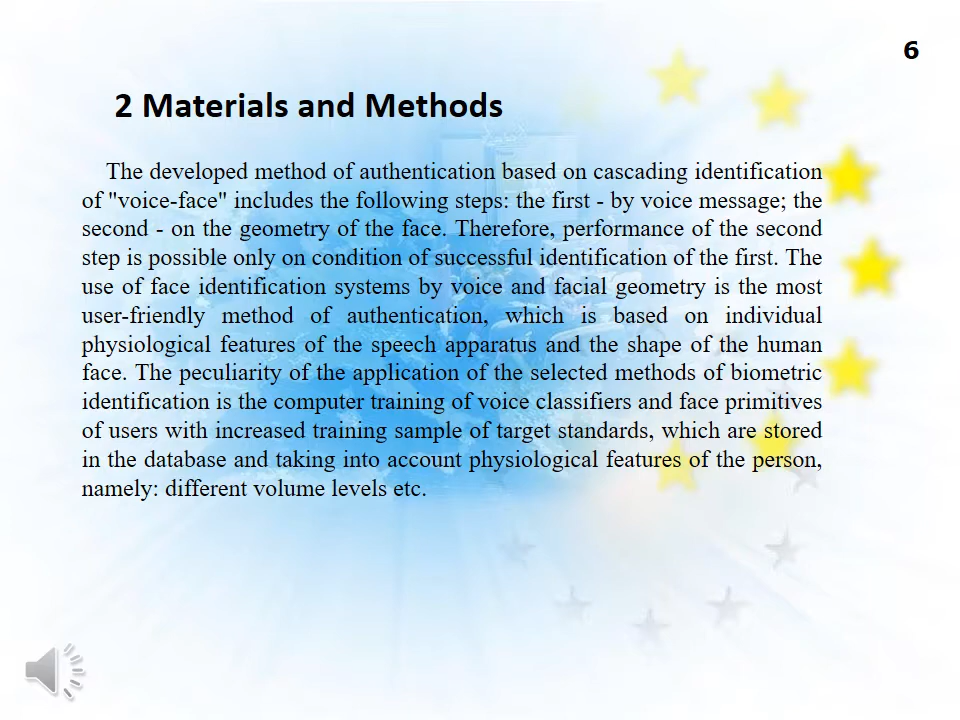 6
2 Materials and Methods
The developed method of authentication based on cascading identification
of "voice-face" includes the following steps: the first - by voice message; the
second - on the geometry of the face. Therefore, performance of the second
step is possible only on condition of successful identification of the first. The
use of face identification systems by voice and facial geometry is the most
user-friendly method of authentication, which is based on individual
physiological features of the speech apparatus and the shape of the human
face. The peculiarity of the application of the selected methods of biometric
identification is the computer training of voice classifiers and face primitives
of users with increased training sample of target standards, which are stored
in the database and taking into account physiological features of the person,
namely: different volume levels etc.